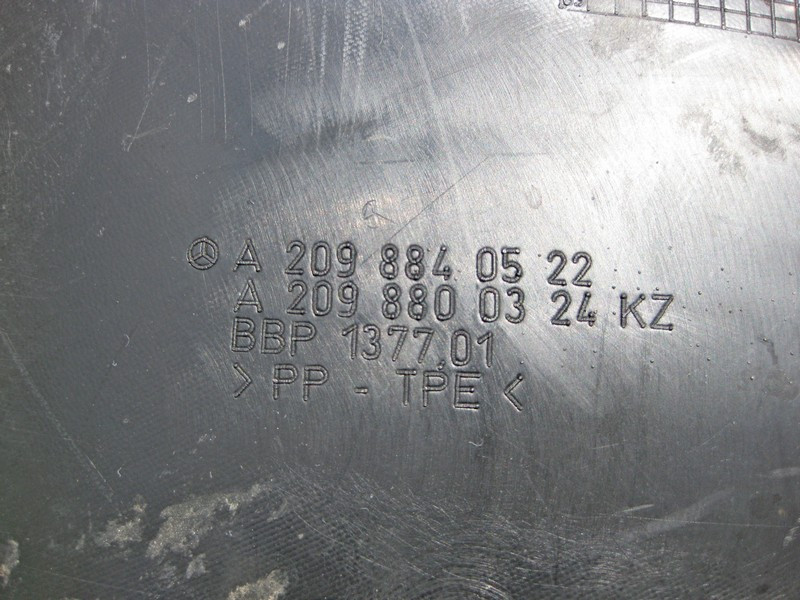 A 209 884 05 22
A 209 880 03 24 KZ
BBP 1377.01
> PP - TPE <